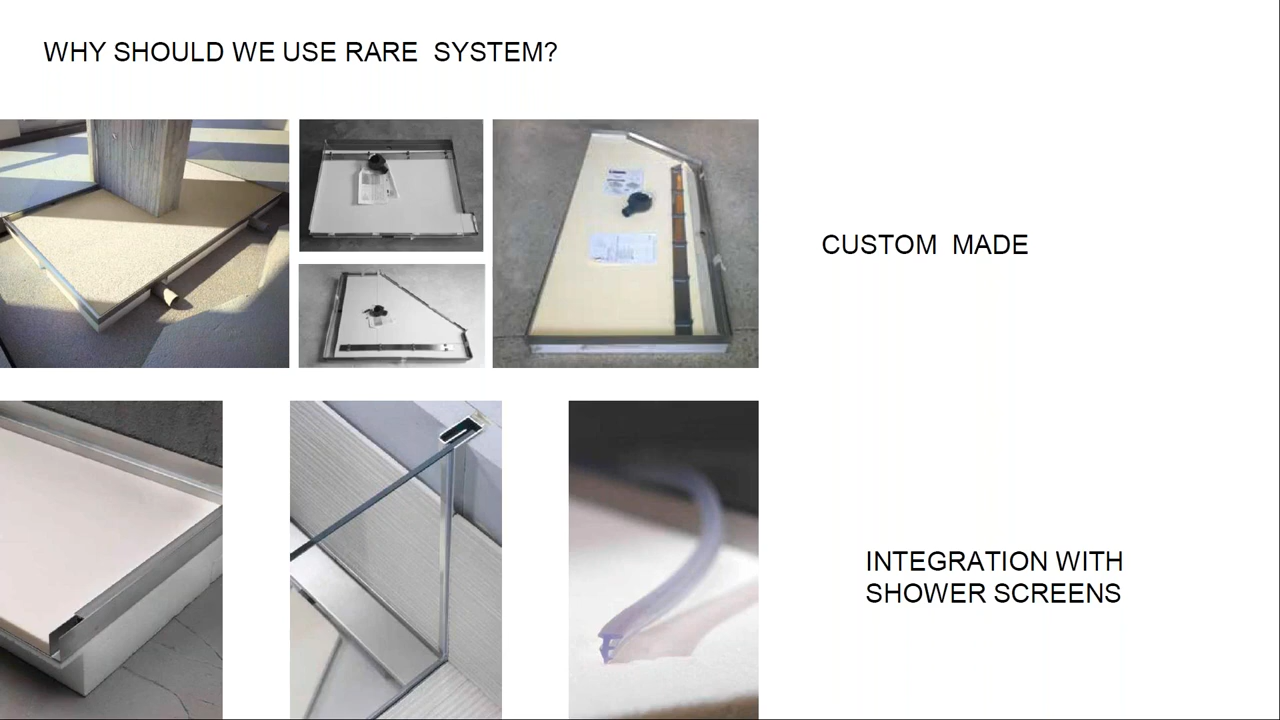 WHY SHOULD WE USE RARE  SYSTEM?
CUSTOM  MADE
INTEGRATION WITH
SHOWER SCREENS